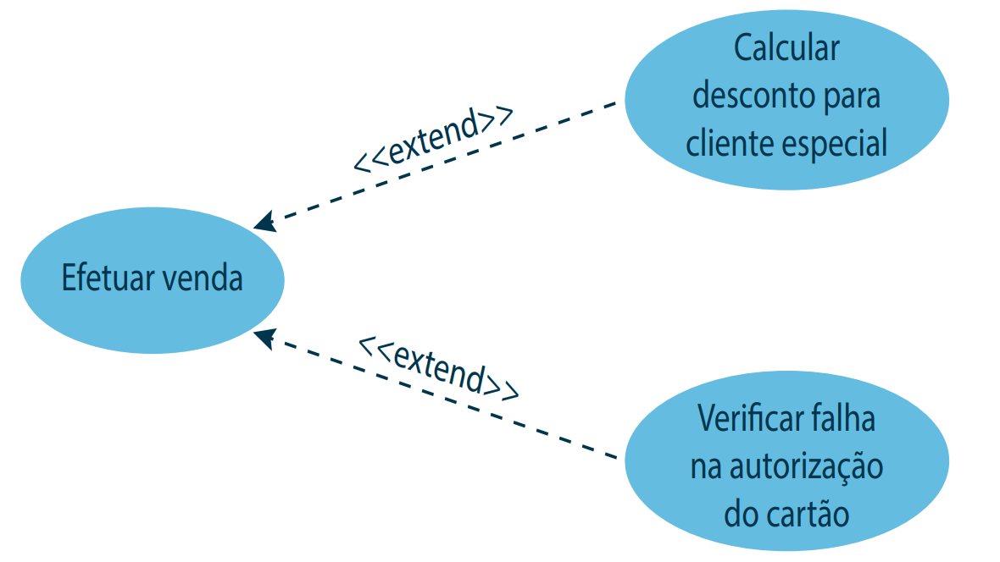 Calcular
desconto para
cliente especial
<<extend>>
Efetuar venda
<<extend>>
Verificar falha
na autorização
do cartão